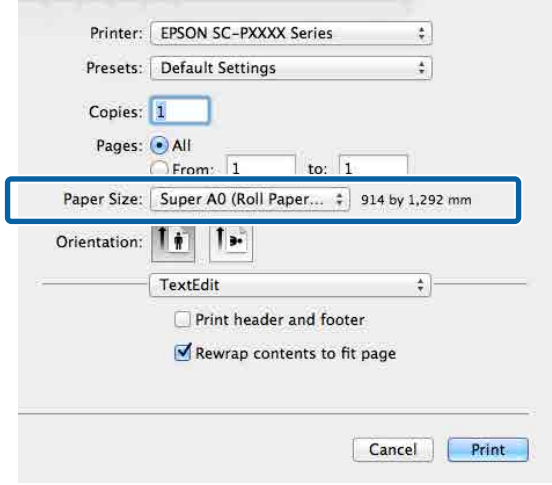 Printer: EPSON SC-PXXXX Series
Presets: Default Settings
Copies: 1
Pages: All
From: 1 to: 1
Paper Size: Super A0 (Roll Paper... 914 by 1,292 mm
Orientation:
TextEdit
Print header and footer
Rewrap contents to fit page
Cancel Print